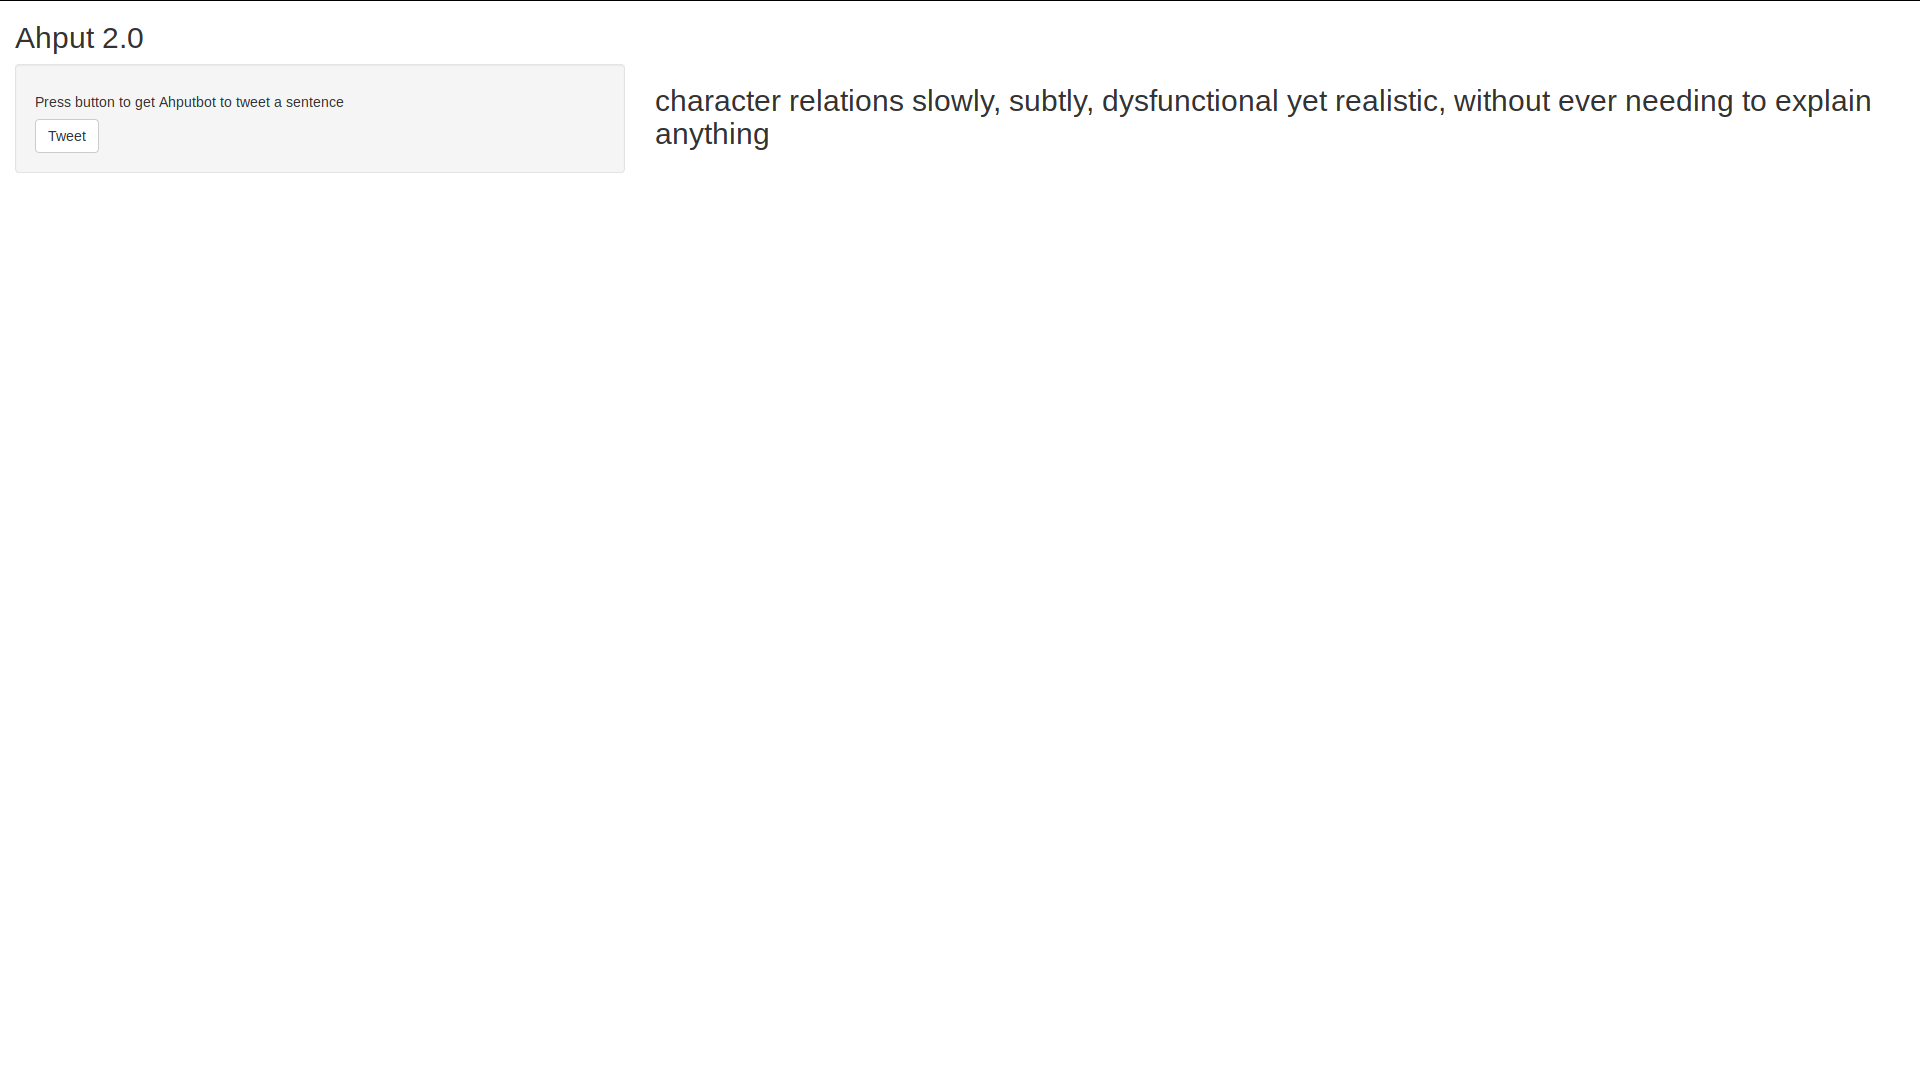 Ahput 2.0
Press button to get Ahputbot to tweet a sentence
Tweet
character relations slowly, subtly, dysfunctional yet realistic, without ever needing to explain
anything